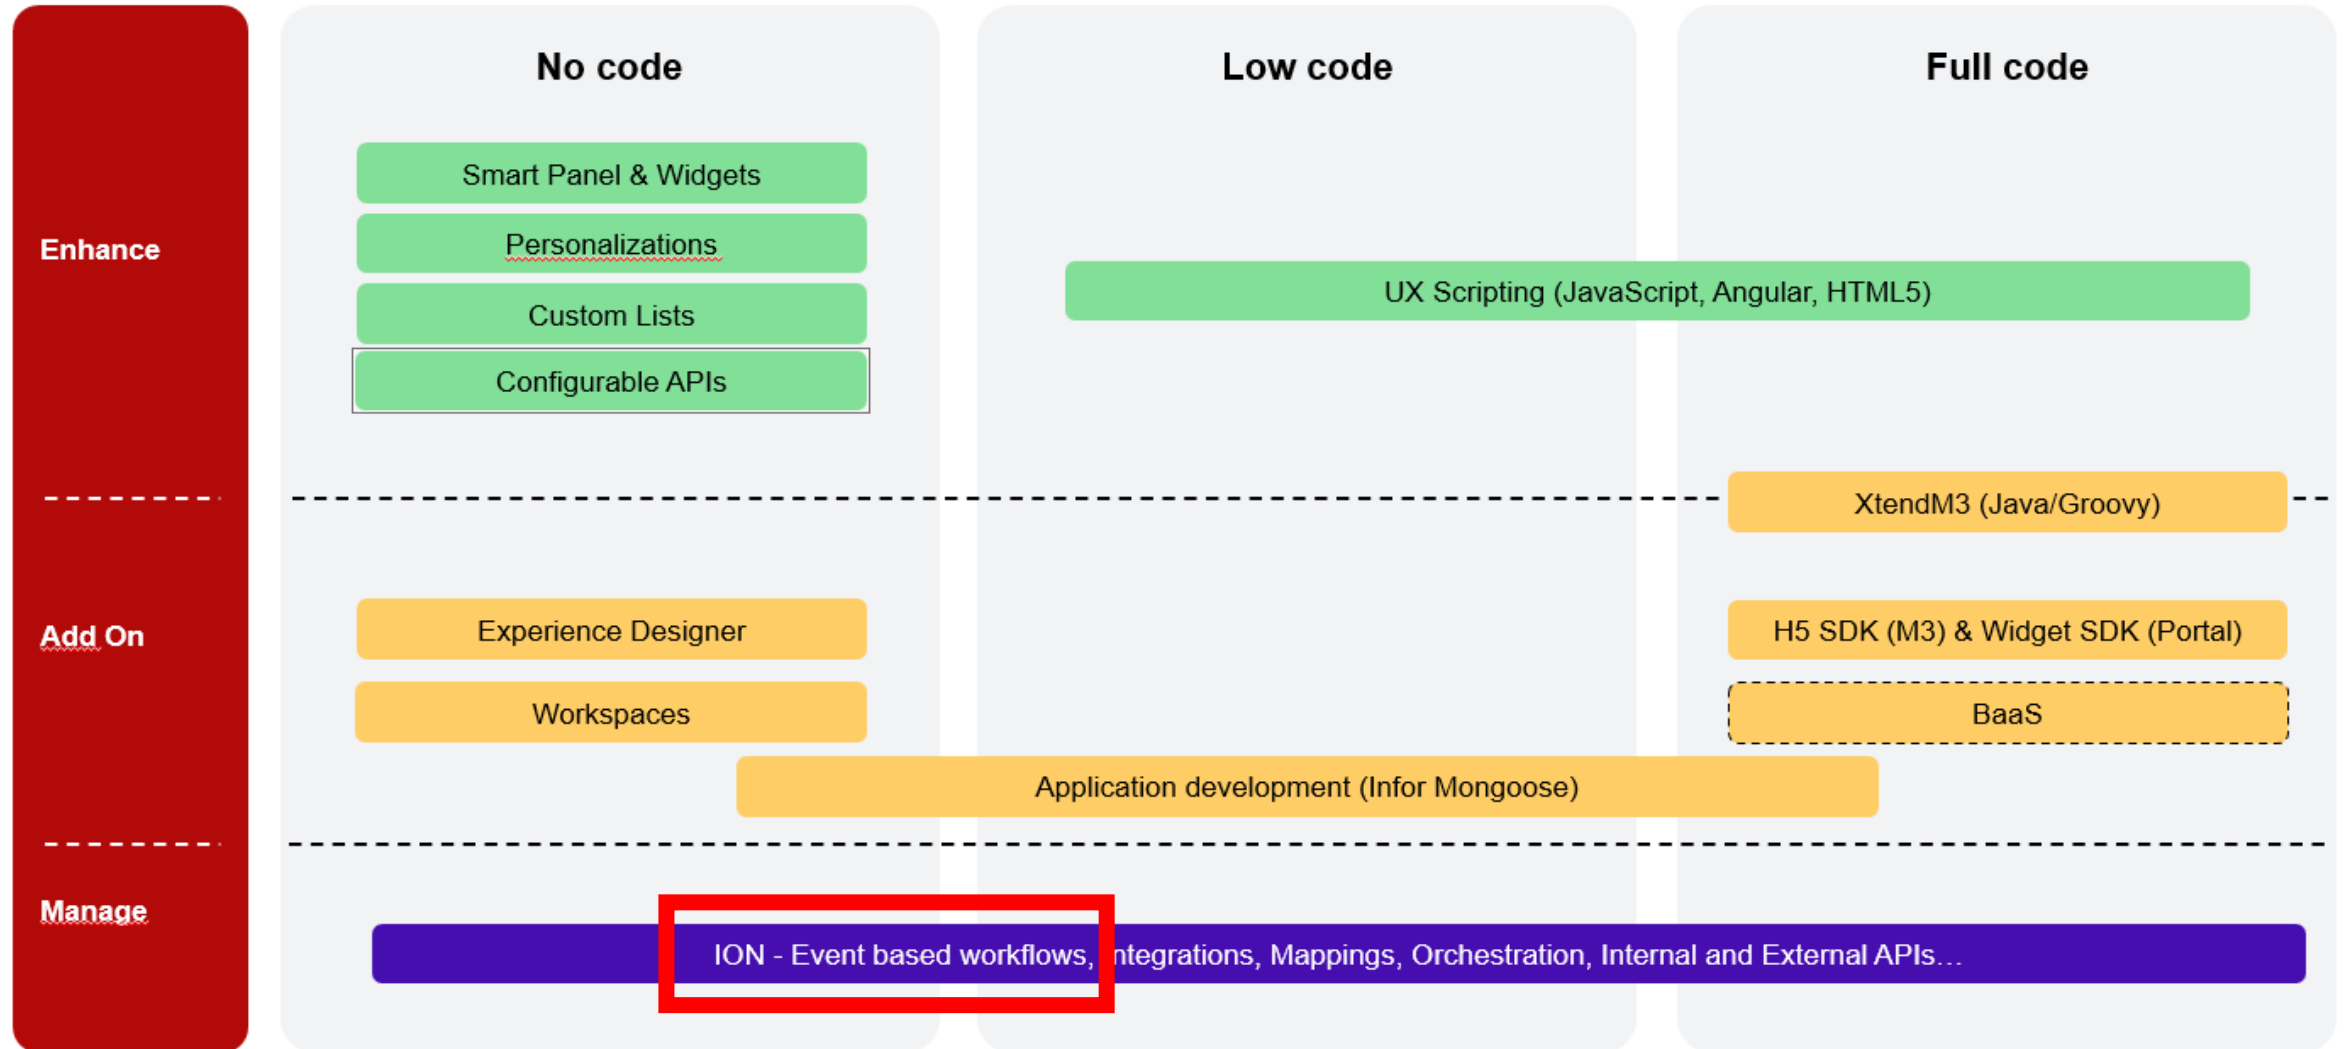 No code
Low code
Full code
Enhance
Smart Panel & Widgets
Personalizations
Custom Lists
Configurable APIs
UX Scripting (JavaScript, Angular, HTML5)
XtendM3 (Java/Groovy)
Add On
Experience Designer
H5 SDK (M3) & Widget SDK (Portal)
Workspaces
BaaS
Application development (Infor Mongoose)
Manage
ION - Event based workflows, Integrations, Mappings, Orchestration, Internal and External APIs...